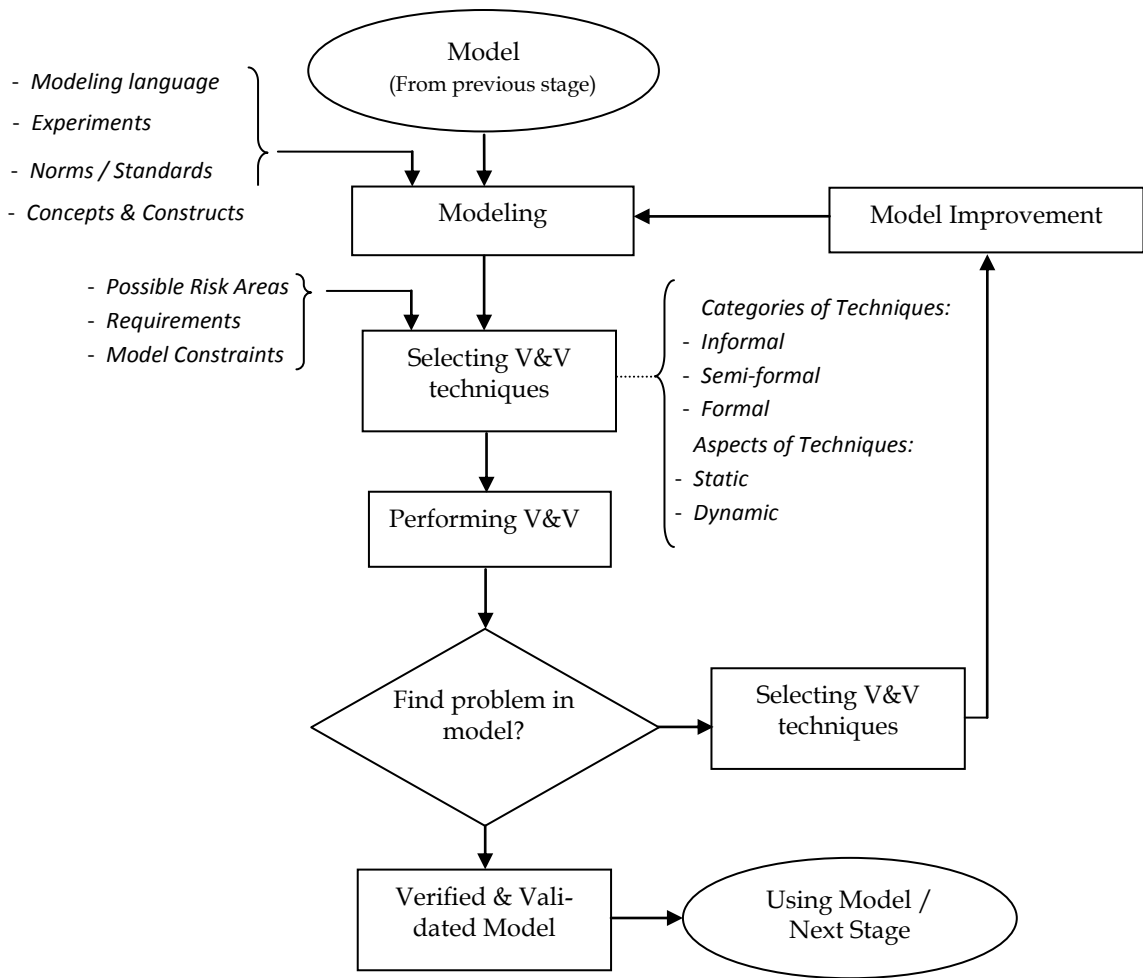 Model
(From previous stage)
- Modeling language
- Experiments
- Norms / Standards
- Concepts & Constructs
Modeling
Model Improvement
- Possible Risk Areas
- Requirements
- Model Constraints
Selecting V&V
techniques
Categories of Techniques:
- Informal
- Semi-formal
- Formal
Aspects of Techniques:
- Static
- Dynamic
Performing V&V
Find problem in
model?
Selecting V&V
techniques
Verified & Vali-
dated Model
Using Model /
Next Stage